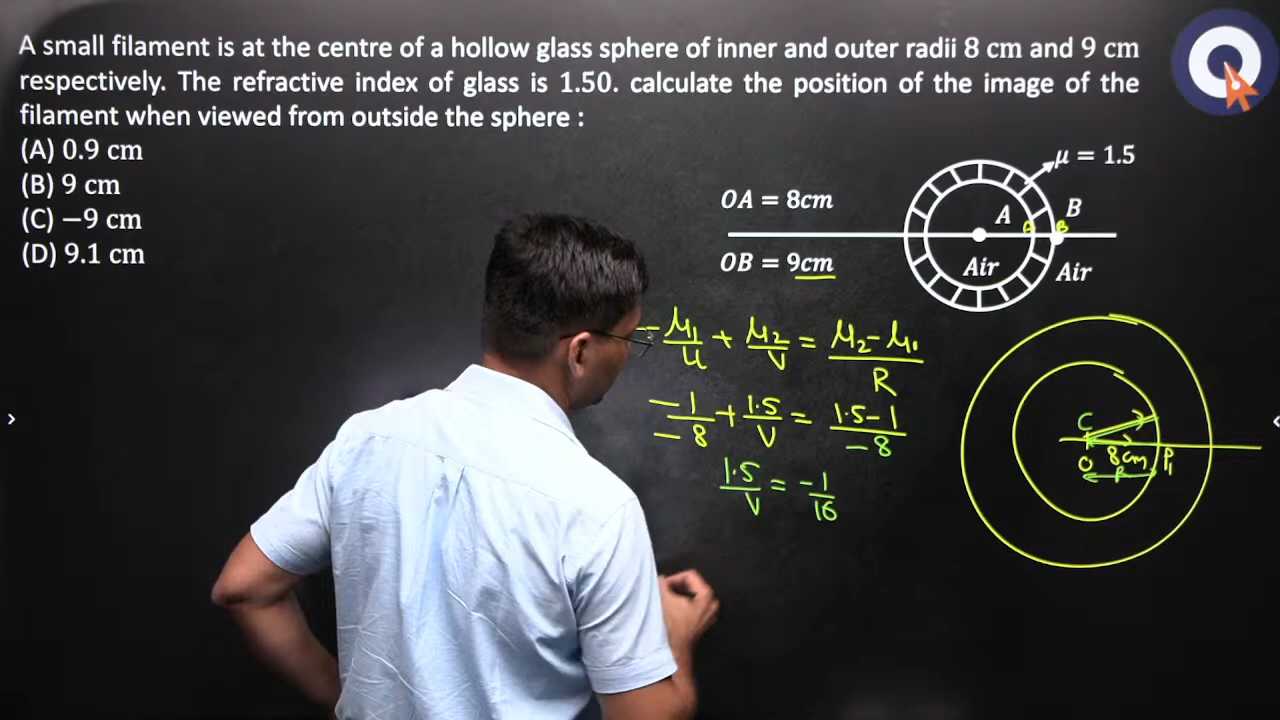 A small filament is at the centre of a hollow glass sphere of inner and outer radii 8 cm and 9 cm
respectively. The refractive index of glass is 1.50. calculate the position of the image of the
filament when viewed from outside the sphere :
(A) 0.9 cm
(B) 9 cm
(C) −9 cm
(D) 9.1 cm
μ = 1.5
OA = 8cm
A
B
A
B
OB = 9cm
Air
Air
-μ₁/u + μ₂/v = μ₂-μ₁/R
-1/-8 + 1.5/v = 1.5-1/-8
1.5/v = -1/16
C
O
8cm
P₁
R